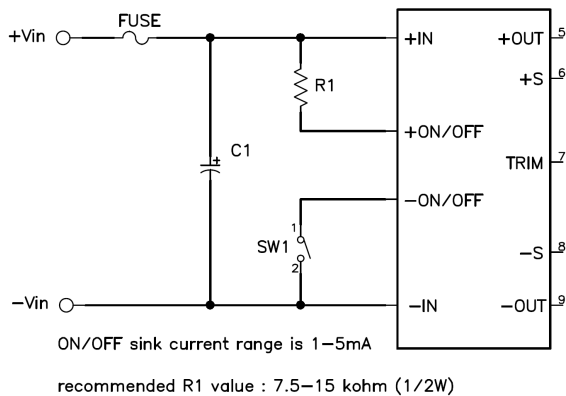 FUSE
+Vin
+IN
+OUT 5
+S 6
R1
+ON/OFF
C1
+
TRIM 7
-ON/OFF
1
SW1
2
-S 8
-Vin
-IN
-OUT 9
ON/OFF sink current range is 1-5mA
recommended R1 value : 7.5-15 kohm (1/2W)